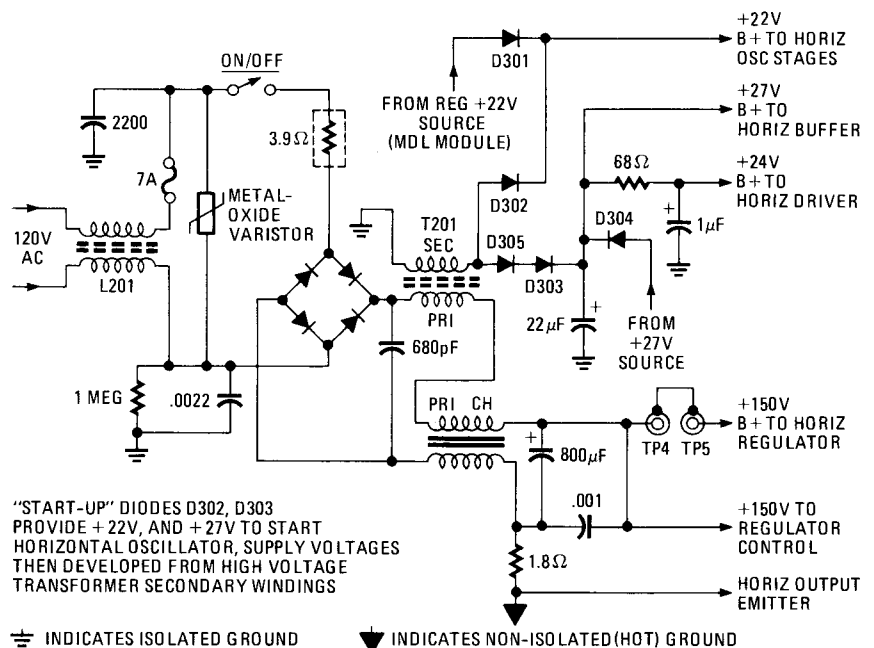 +22V
B+ TO HORIZ
OSC STAGES
D301
ON/OFF
FROM REG +22V
SOURCE
(MDL MODULE)
+27V
B+ TO
HORIZ BUFFER
2200
3.9Ω
7A
METAL-
OXIDE
VARISTOR
68Ω
+24V
B+ TO
HORIZ DRIVER
D302
+
1µF
120V
AC
L201
T201
SEC
D305
D304
D303
PRI
+
22µF
FROM
+27V
SOURCE
680pF
1 MEG
.0022
PRI CH
+
800µF
TP4
TP5
+150V
B+ TO HORIZ
REGULATOR
.001
+150V TO
REGULATOR
CONTROL
1.8Ω
HORIZ OUTPUT
EMITTER
"START-UP" DIODES D302, D303
PROVIDE +22V, AND +27V TO START
HORIZONTAL OSCILLATOR, SUPPLY VOLTAGES
THEN DEVELOPED FROM HIGH VOLTAGE
TRANSFORMER SECONDARY WINDINGS
INDICATES ISOLATED GROUND
INDICATES NON-ISOLATED (HOT) GROUND